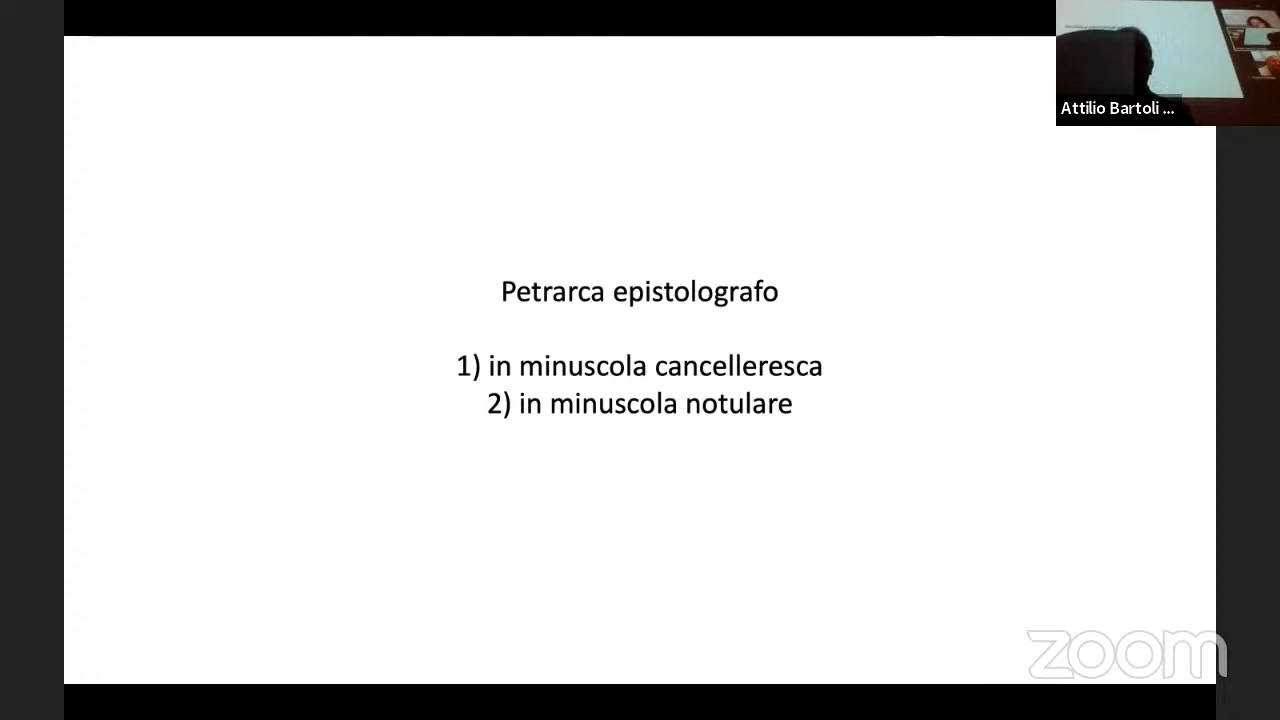 Attilio Bartoli ...
Petrarca epistolografo
1) in minuscola cancelleresca
2) in minuscola notulare
zoom